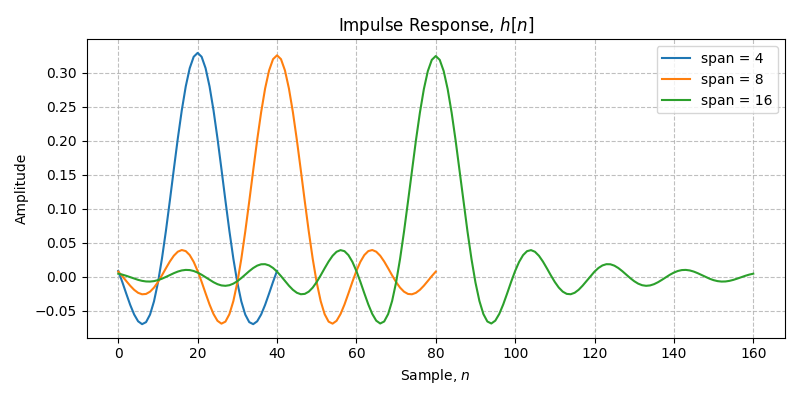 Impulse Response, h[n]
span = 4
span = 8
span = 16
Amplitude
0.30
0.25
0.20
0.15
0.10
0.05
0.00
−0.05
0 20 40 60 80 100 120 140 160
Sample, n